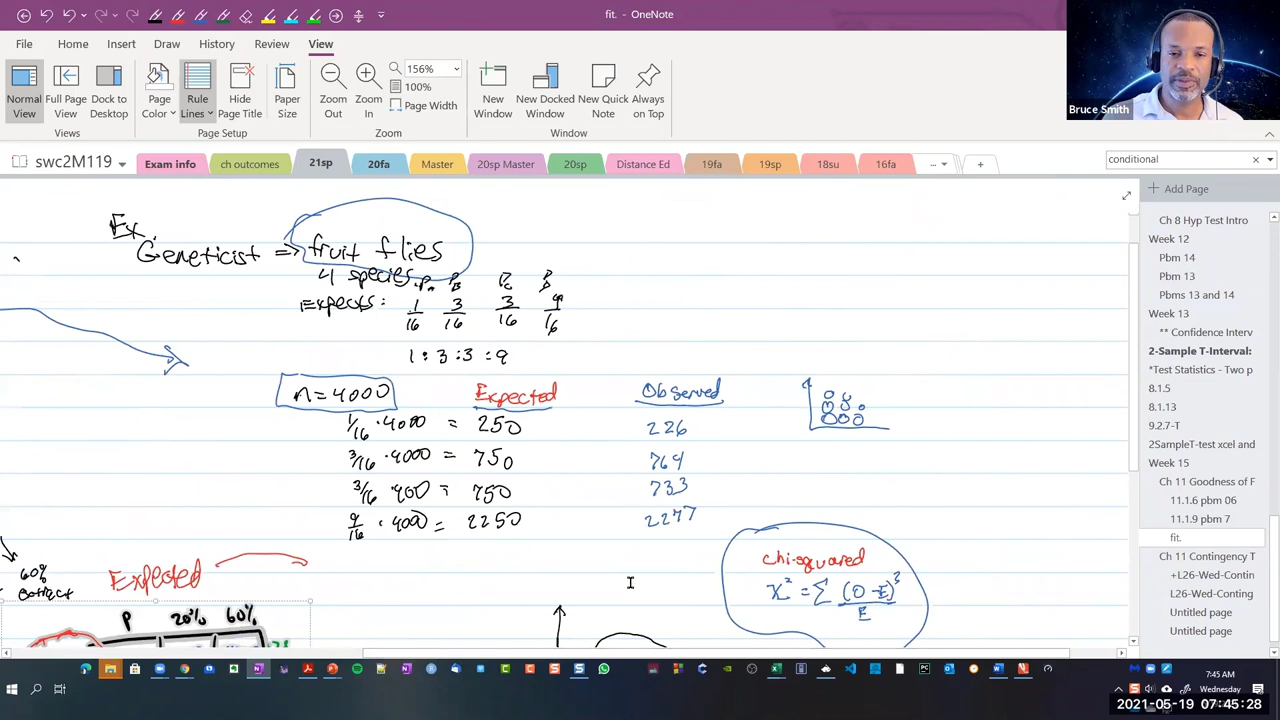 fit. - OneNote
File Home Insert Draw History Review View
156%
100%
Page Width
Normal View
Full Page View
Dock to Desktop
Page Color
Rule Lines
Hide Page Title
Paper Size
Zoom Out
Zoom In
New Window
New Docked Window
New Quick Note
Always on Top
Views Page Setup Zoom Window
Bruce Smith
swc2M119 Exam info ch outcomes 21sp 20fa Master 20sp Master 20sp Distance Ed 19fa 19sp 18su 16fa ... + conditional
Add Page
Ch 8 Hyp Test Intro
Week 12
Pbm 14
Pbm 13
Pbms 13 and 14
Week 13
** Confidence Interv
2-Sample T-Interval:
*Test Statistics - Two p
8.1.5
8.1.13
9.2.7-T
2SampleT-test xcel and
Week 15
Ch 11 Goodness of F
11.1.6 pbm 06
11.1.9 pbm 7
fit.
Ch 11 Contingency T
+L26-Wed-Contin
L26-Wed-Conting
Untitled page
Untitled page
Ex.
Geneticist => fruit flies
4 species
Expects: 1/16 3/16 3/16 9/16
1:3:3:9
n=4000 Expected Observed
1/16 · 4000 = 250 226
3/16 · 4000 = 750 764
3/16 · 400 = 750 733
9/16 · 4000 = 2250 2277
chi-squared
x² = Σ (O-E)²/E
60%
Expected
P 20% 60%
7:45 AM
Wednesday
2021-05-19 07:45:28